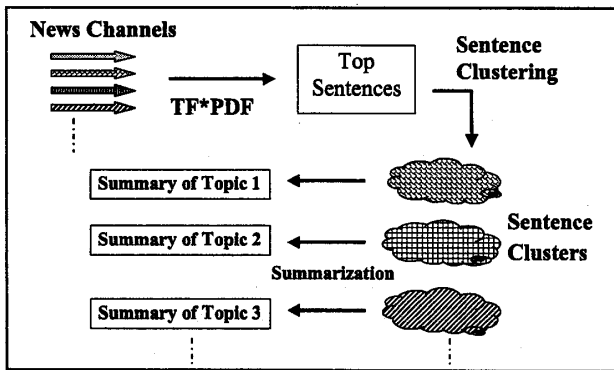 News Channels
TF*PDF
Top
Sentences
Sentence
Clustering
Summary of Topic 1
Summary of Topic 2
Sentence
Clusters
Summarization
Summary of Topic 3